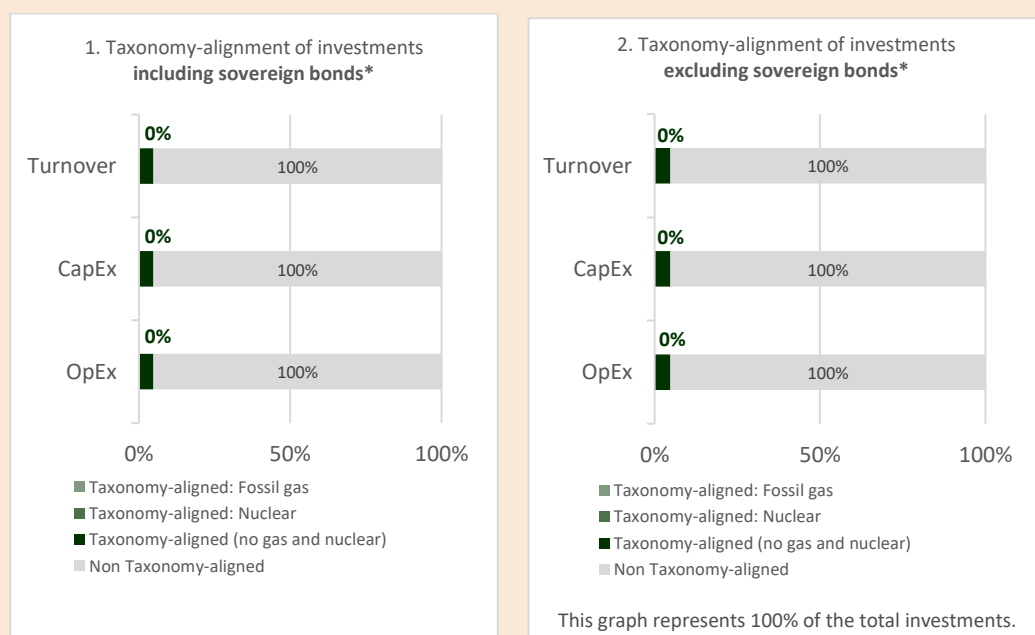 1. Taxonomy-alignment of investments
including sovereign bonds*
0%
Turnover
100%
0%
CapEx
100%
0%
OpEx
100%
0%
50%
100%
Taxonomy-aligned: Fossil gas
Taxonomy-aligned: Nuclear
Taxonomy-aligned (no gas and nuclear)
Non Taxonomy-aligned
2. Taxonomy-alignment of investments
excluding sovereign bonds*
0%
Turnover
100%
0%
CapEx
100%
0%
OpEx
100%
0%
50%
100%
Taxonomy-aligned: Fossil gas
Taxonomy-aligned: Nuclear
Taxonomy-aligned (no gas and nuclear)
Non Taxonomy-aligned
This graph represents 100% of the total investments.